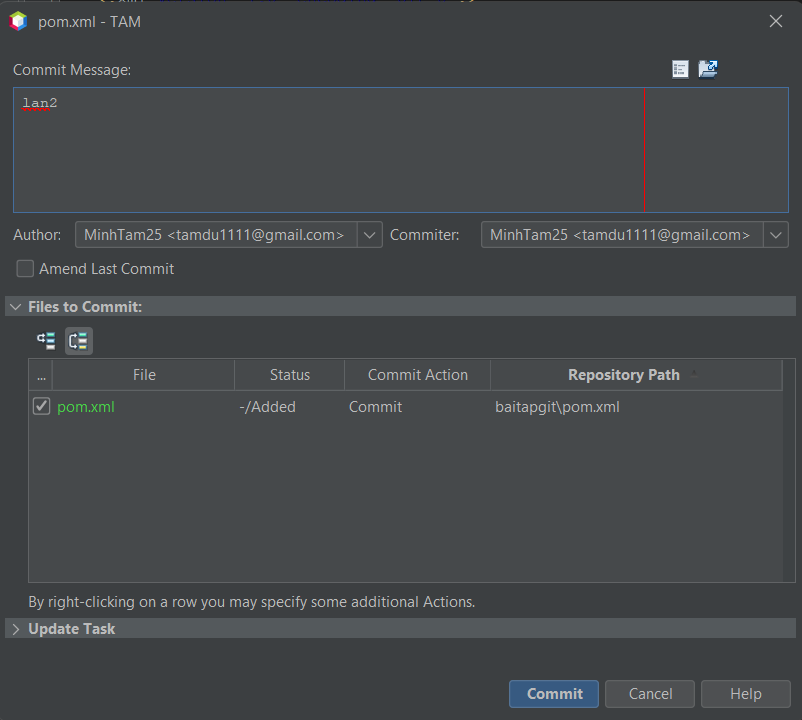 pom.xml - TAM
Commit Message:
lan2
Author: MinhTam25 <tamdu1111@gmail.com> Commiter: MinhTam25 <tamdu1111@gmail.com>
Amend Last Commit
Files to Commit:
... File Status Commit Action Repository Path
pom.xml -/Added Commit baitapgit\pom.xml
By right-clicking on a row you may specify some additional Actions.
Update Task
Commit Cancel Help